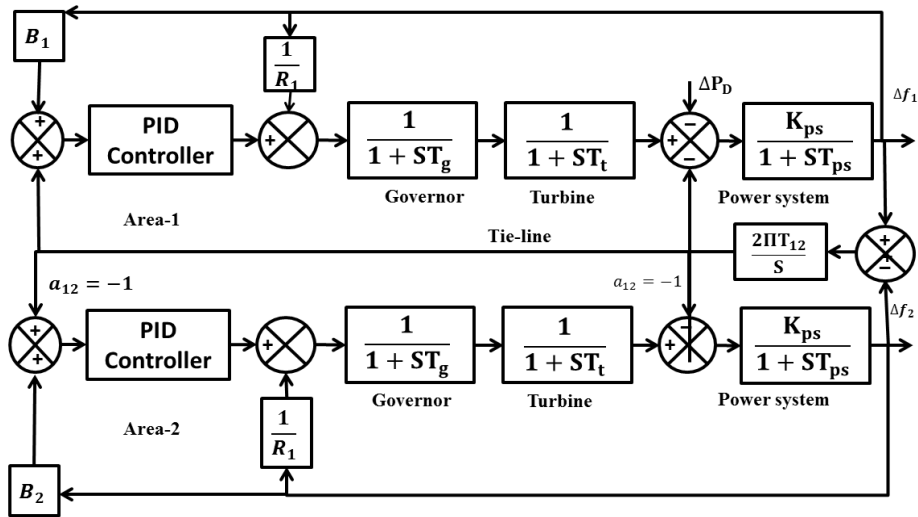 B₁
1
R₁
ΔP_D
Δf₁
+
+
PID
Controller
+
1
1 + ST_g
1
1 + ST_t
+
−
−
K_ps
1 + ST_ps
Governor
Turbine
Power system
Area-1
Tie-line
2ΠT₁₂
S
+
+
−
a₁₂ = −1
a₁₂ = −1
Δf₂
+
+
PID
Controller
+
1
1 + ST_g
1
1 + ST_t
+
−
K_ps
1 + ST_ps
Governor
Turbine
Power system
Area-2
1
R₁
B₂